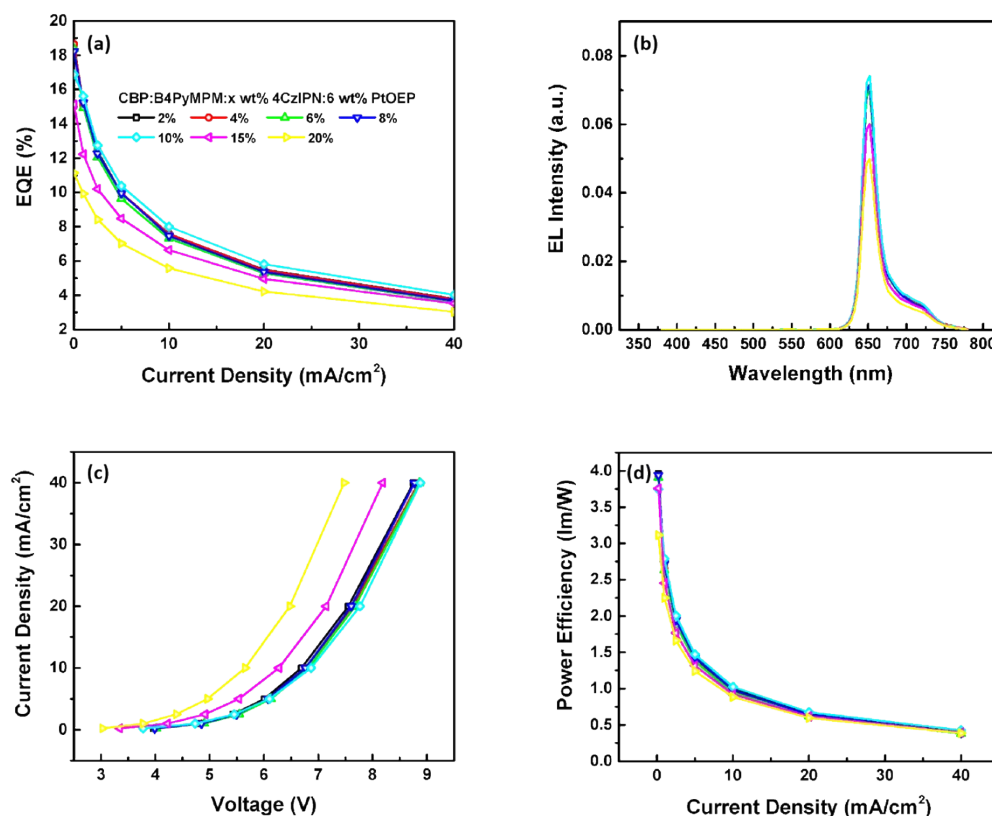 (a)
CBP:B4PyMPM:x wt% 4CzIPN:6 wt% PtOEP
2% 4% 6% 8%
10% 15% 20%
EQE (%)
20
18
16
14
12
10
8
6
4
2
0 10 20 30 40
Current Density (mA/cm²)
(b)
EL Intensity (a.u.)
0.08
0.06
0.04
0.02
0.00
350 400 450 500 550 600 650 700 750 800
Wavelength (nm)
(c)
Current Density (mA/cm²)
40
30
20
10
0
3 4 5 6 7 8 9
Voltage (V)
(d)
Power Efficiency (lm/W)
4.0
3.5
3.0
2.5
2.0
1.5
1.0
0.5
0.0
0 10 20 30 40
Current Density (mA/cm²)